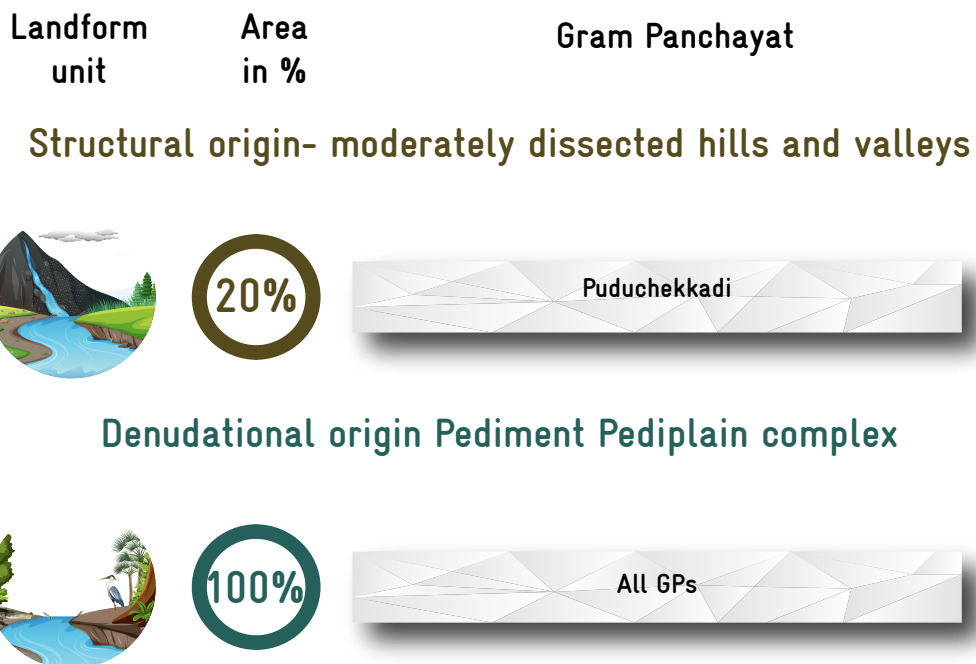 Landform
unit
Area
in %
Gram Panchayat
Structural origin- moderately dissected hills and valleys
20%
Puduchekkadi
Denudational origin Pediment Pediplain complex
100%
All GPs